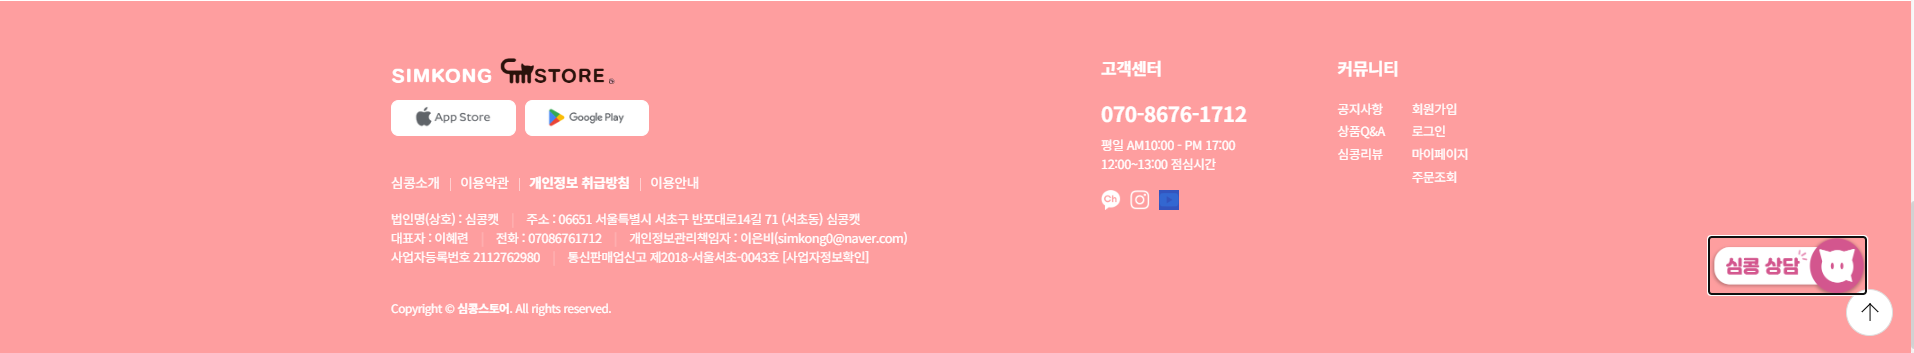 SIMKONG STORE
App Store
Google Play
심콩소개 | 이용약관 | 개인정보 취급방침 | 이용안내
법인명(상호) : 심콩캣 | 주소 : 06651 서울특별시 서초구 반포대로14길 71 (서초동) 심콩캣
대표자 : 이혜련 | 전화 : 07086761712 | 개인정보관리책임자 : 이은비(simkong0@naver.com)
사업자등록번호 2112762980 | 통신판매업신고 제2018-서울서초-0043호 [사업자정보확인]
Copyright © 심콩스토어. All rights reserved.
고객센터
070-8676-1712
평일 AM10:00 - PM 17:00
12:00~13:00 점심시간
Ch
커뮤니티
공지사항
상품Q&A
심콩리뷰
회원가입
로그인
마이페이지
주문조회
심콩 상담